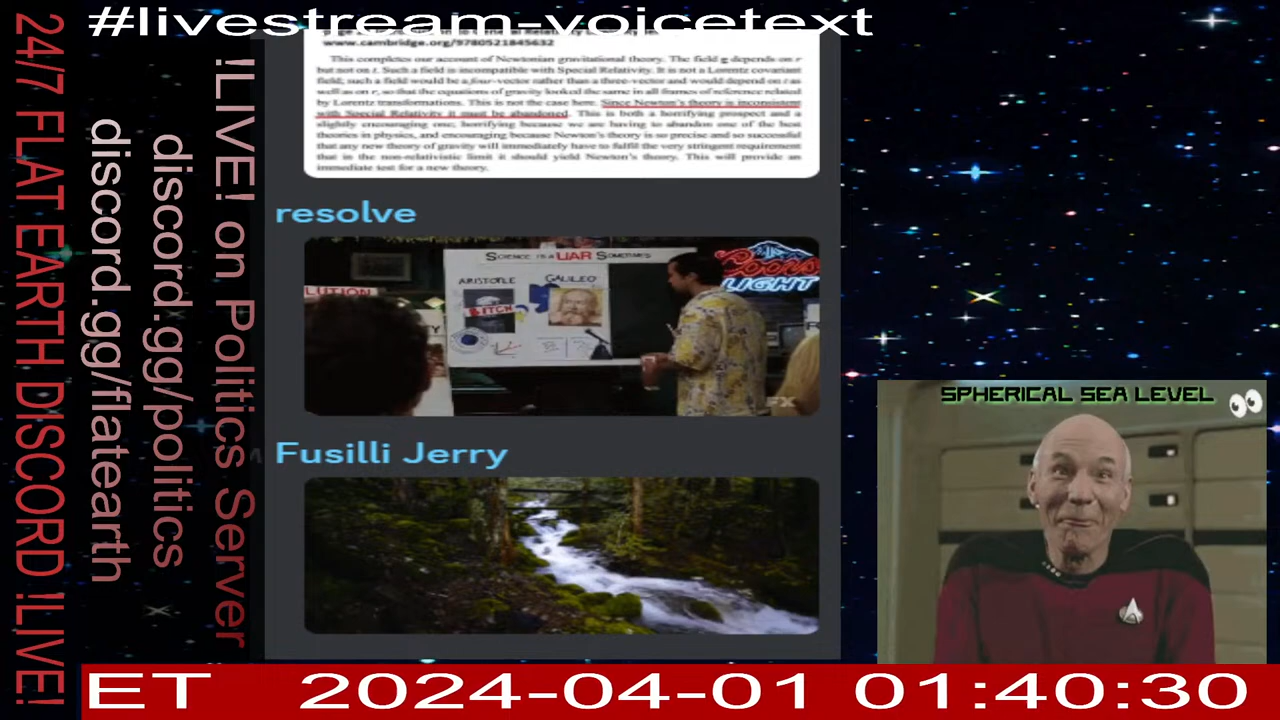 #livestream-voicetext
24/7 FLAT EARTH DISCORD !LIVE!
discord.gg/flatearth
discord.gg/politics
!LIVE! on Politics Server
www.cambridge.org/9780521845632
This completes our account of Newtonian gravitational theory. The field g depends on r
but not on t. Such a field is incompatible with Special Relativity. It is not a Lorentz covariant
field; such a field would be a four-vector rather than a three-vector and would depend on t as
well as on r, so that the equations of gravity looked the same in all frames of reference related
by Lorentz transformations. This is not the case here. Since Newton's theory is inconsistent
with Special Relativity it must be abandoned. This is both a horrifying prospect and a
slightly encouraging one; horrifying because we are having to abandon one of the best
theories in physics, and encouraging because Newton's theory is so precise and so successful
that any new theory of gravity will immediately have to fulfil the very stringent requirement
that in the non-relativistic limit it should yield Newton's theory. This will provide an
immediate test for a new theory.
resolve
SCIENCE IS A LIAR SOMETIMES
ARISTOTLE
GALILEO
BITCH
LUTION
Coors
LIGHT
FX
Fusilli Jerry
SPHERICAL SEA LEVEL
ET 2024-04-01 01:40:30